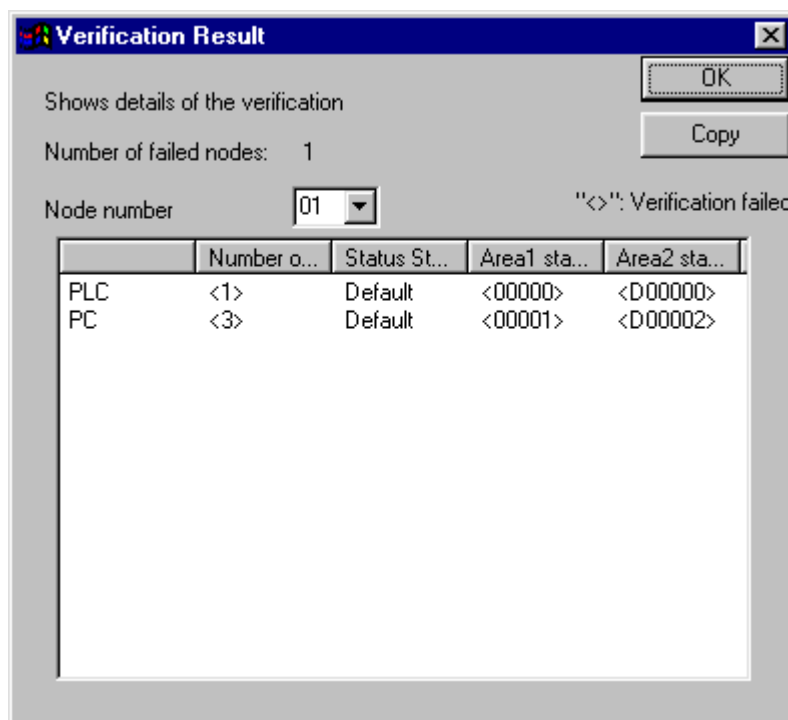 Verification Result
OK
Shows details of the verification
Copy
Number of failed nodes: 1
Node number 01 "<>": Verification failed
Number o... Status St... Area1 sta... Area2 sta...
PLC <1> Default <00000> <D00000>
PC <3> Default <00001> <D00002>